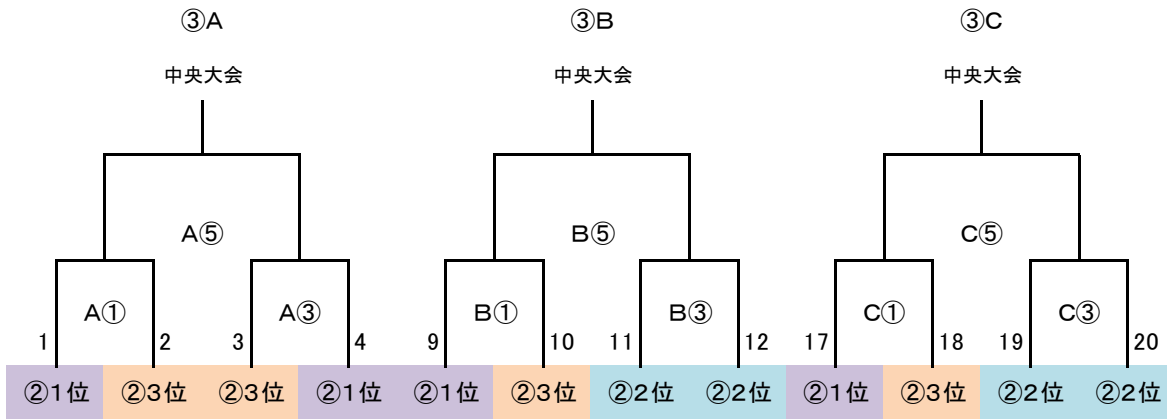 ③A ③B ③C
中央大会 中央大会 中央大会
A⑤ B⑤ C⑤
A① A③ B① B③ C① C③
1 2 3 4 9 10 11 12 17 18 19 20
②1位 ②3位 ②3位 ②1位 ②1位 ②3位 ②2位 ②2位 ②1位 ②3位 ②2位 ②2位